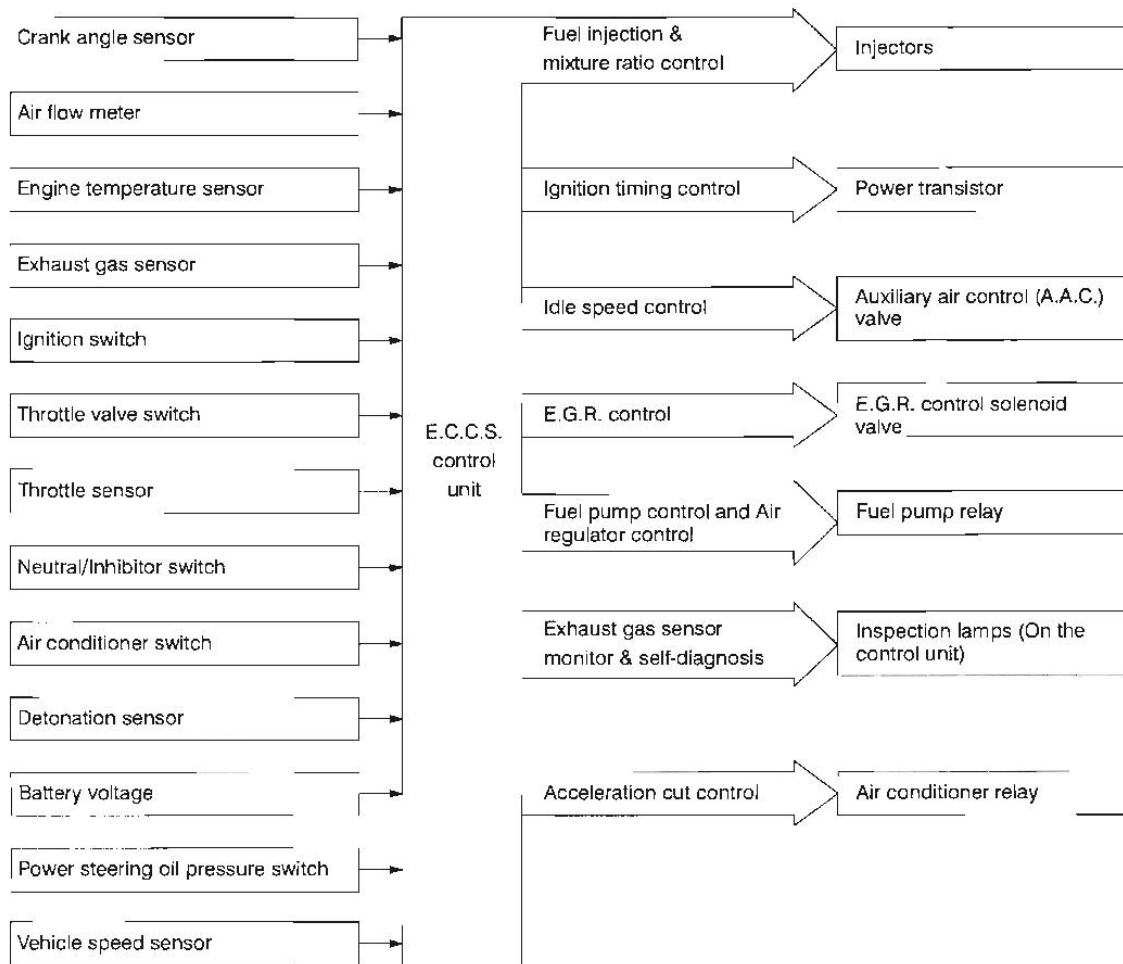 Crank angle sensor
Air flow meter
Engine temperature sensor
Exhaust gas sensor
Ignition switch
Throttle valve switch
Throttle sensor
Neutral/Inhibitor switch
Air conditioner switch
Detonation sensor
Battery voltage
Power steering oil pressure switch
Vehicle speed sensor
E.C.C.S.
control
unit
Fuel injection &
mixture ratio control
Injectors
Ignition timing control
Power transistor
Idle speed control
Auxiliary air control (A.A.C.)
valve
E.G.R. control
E.G.R. control solenoid
valve
Fuel pump control and Air
regulator control
Fuel pump relay
Exhaust gas sensor
monitor & self-diagnosis
Inspection lamps (On the
control unit)
Acceleration cut control
Air conditioner relay